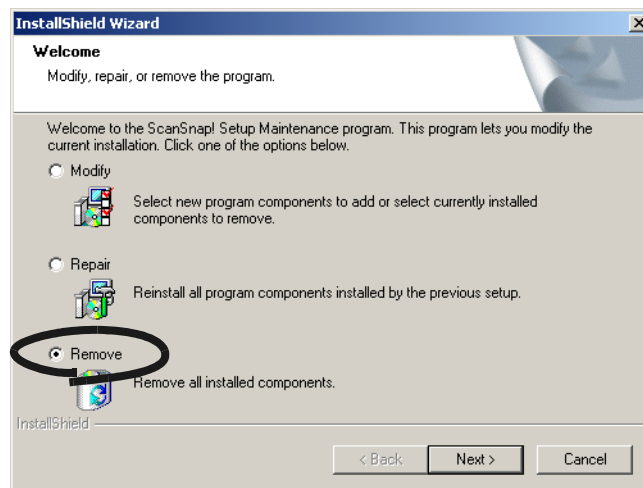 InstallShield Wizard
Welcome
Modify, repair, or remove the program.
Welcome to the ScanSnap! Setup Maintenance program. This program lets you modify the
current installation. Click one of the options below.
Modify
Select new program components to add or select currently installed
components to remove.
Repair
Reinstall all program components installed by the previous setup.
Remove
Remove all installed components.
InstallShield
< Back
Next >
Cancel